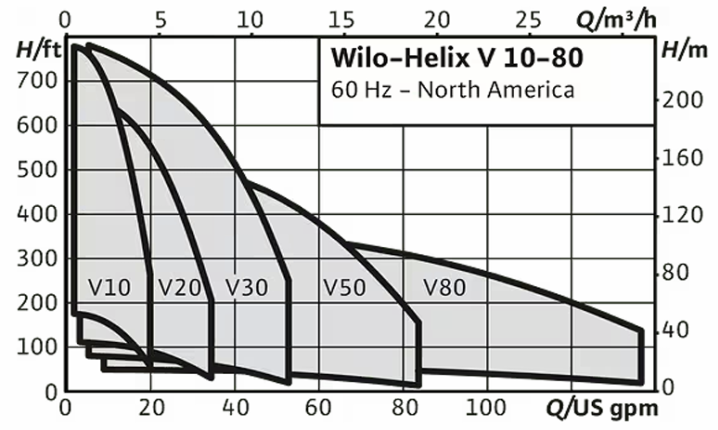 0 5 10 15 20 25 Q/m³/h
H/ft H/m
Wilo-Helix V 10-80
60 Hz - North America
700
200
600
500
160
400
120
300
V10 V20 V30 V50 V80
80
200
40
100
0 0
0 20 40 60 80 100 Q/US gpm